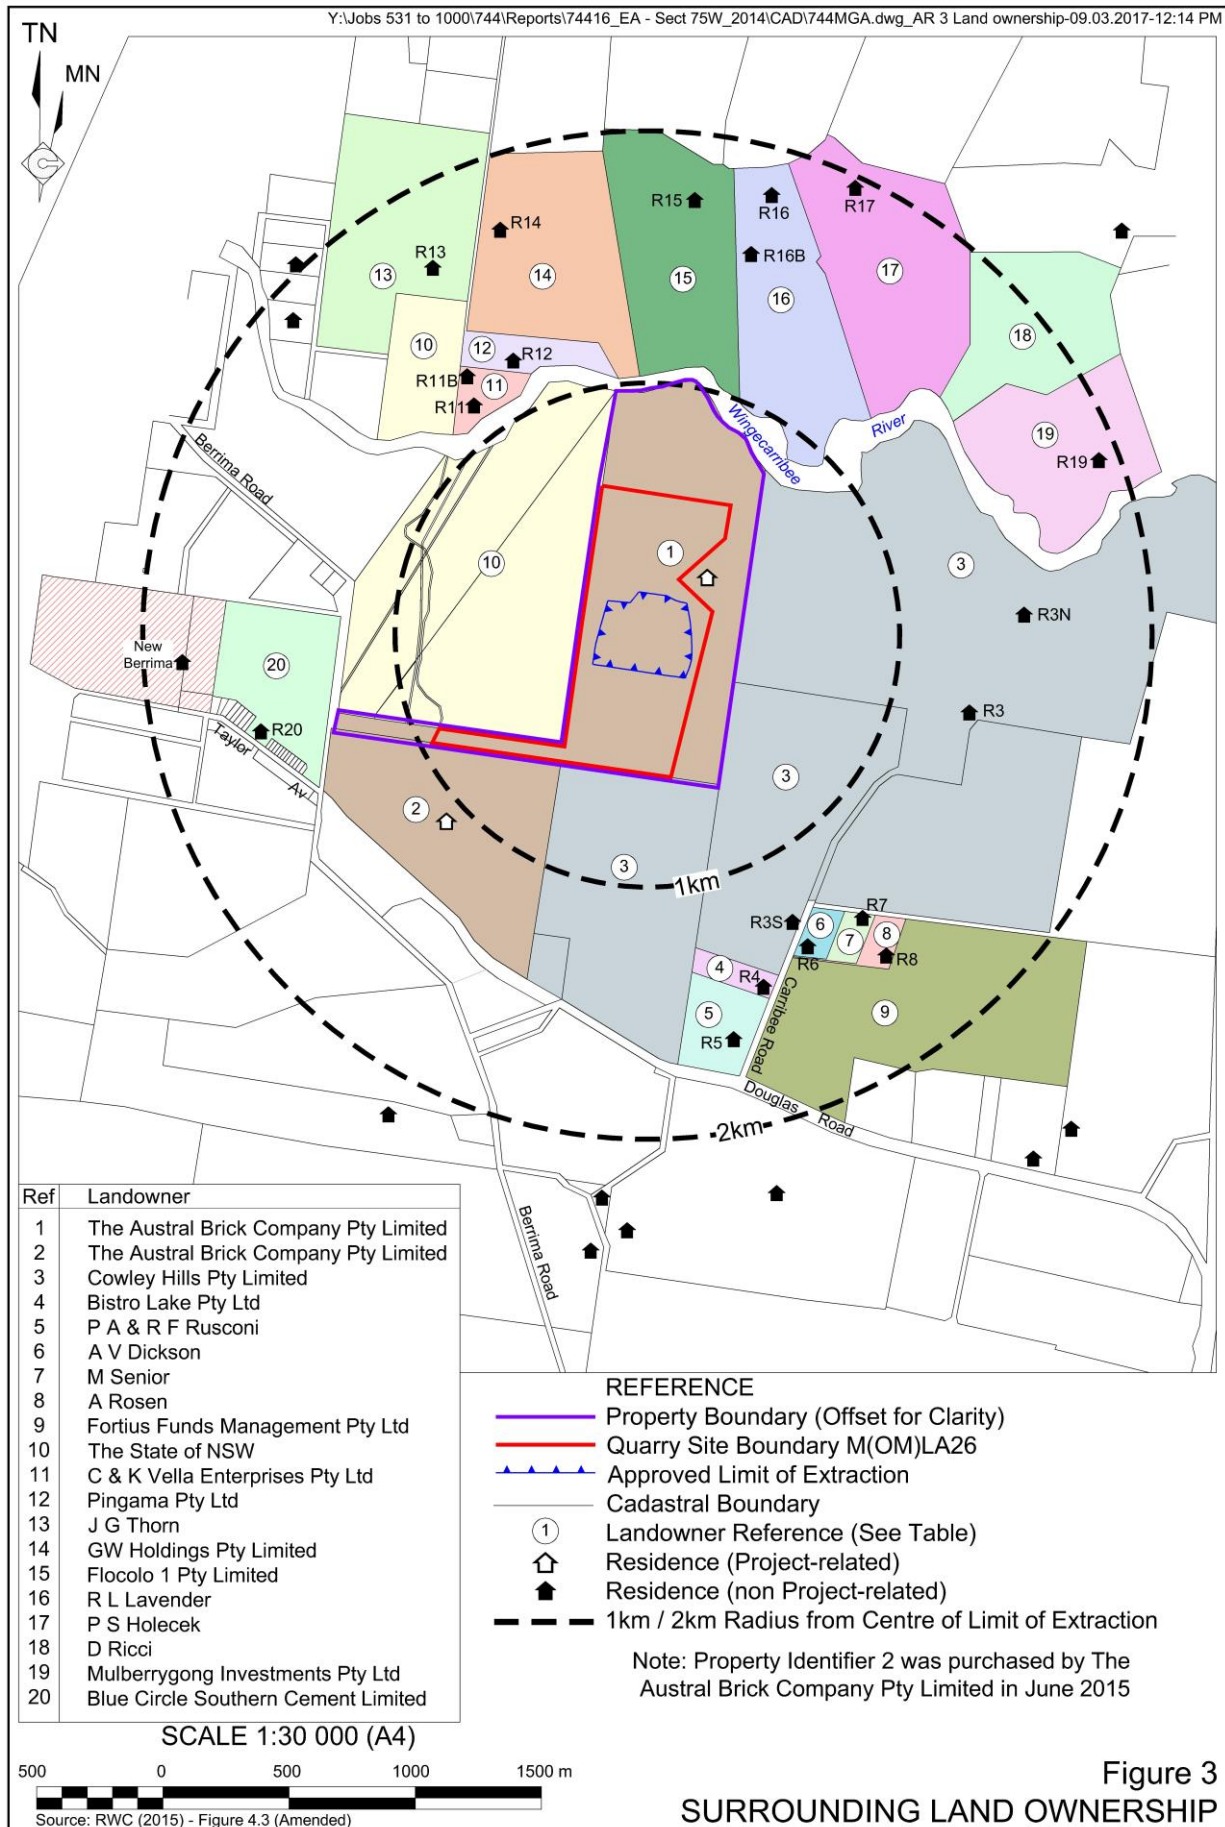 Y:\Jobs 531 to 1000\744\Reports\74416_EA - Sect 75W_2014\CAD\744MGA.dwg_AR 3 Land ownership-09.03.2017-12:14 PM
TN
MN
R15
R16
R17
R14
R16B
R13
13
14
15
16
17
18
10
12
R12
R11B
11
R11
Wingecarribee
River
19
R19
Berrima Road
1
10
3
R3N
New
Berrima
20
R20
R3
Taylor
Av
2
3
3
1km
R3S
6
R7
7
8
R6
R8
4
R4
5
R5
Carribee Road
9
Douglas
Road
2km
Berrima Road
Ref Landowner
1 The Austral Brick Company Pty Limited
2 The Austral Brick Company Pty Limited
3 Cowley Hills Pty Limited
4 Bistro Lake Pty Ltd
5 P A & R F Rusconi
6 A V Dickson
7 M Senior
8 A Rosen
9 Fortius Funds Management Pty Ltd
10 The State of NSW
11 C & K Vella Enterprises Pty Ltd
12 Pingama Pty Ltd
13 J G Thorn
14 GW Holdings Pty Limited
15 Flocolo 1 Pty Limited
16 R L Lavender
17 P S Holecek
18 D Ricci
19 Mulberrygong Investments Pty Ltd
20 Blue Circle Southern Cement Limited
REFERENCE
Property Boundary (Offset for Clarity)
Quarry Site Boundary M(OM)LA26
Approved Limit of Extraction
Cadastral Boundary
1 Landowner Reference (See Table)
Residence (Project-related)
Residence (non Project-related)
1km / 2km Radius from Centre of Limit of Extraction
Note: Property Identifier 2 was purchased by The
Austral Brick Company Pty Limited in June 2015
SCALE 1:30 000 (A4)
500 0 500 1000 1500 m
Source: RWC (2015) - Figure 4.3 (Amended)
Figure 3
SURROUNDING LAND OWNERSHIP